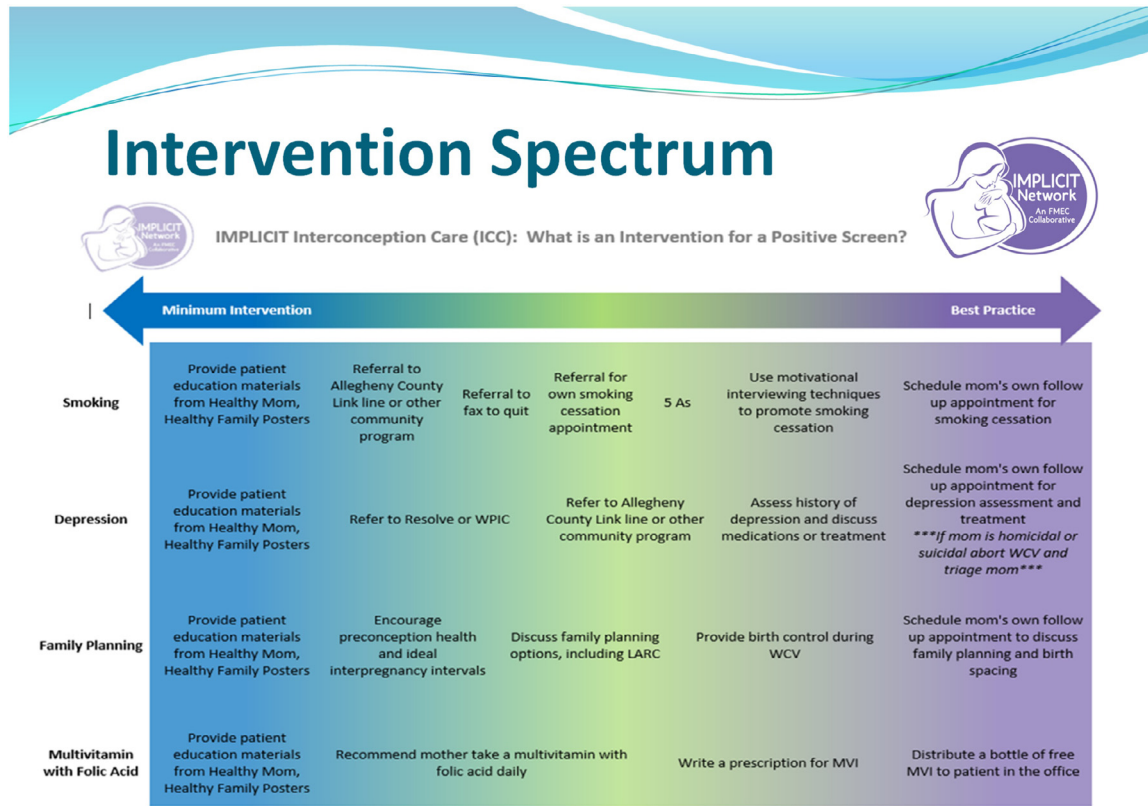 Intervention Spectrum
IMPLICIT
Network
An FMEC
Collaborative
IMPLICIT
Network
An FMEC
Collaborative
IMPLICIT Interconception Care (ICC): What is an Intervention for a Positive Screen?
Minimum Intervention
Best Practice
Smoking
Provide patient
education materials
from Healthy Mom,
Healthy Family Posters
Referral to
Allegheny County
Link line or other
community
program
Referral to
fax to quit
Referral for
own smoking
cessation
appointment
5 As
Use motivational
interviewing techniques
to promote smoking
cessation
Schedule mom's own follow
up appointment for
smoking cessation
Depression
Provide patient
education materials
from Healthy Mom,
Healthy Family Posters
Refer to Resolve or WPIC
Refer to Allegheny
County Link line or other
community program
Assess history of
depression and discuss
medications or treatment
Schedule mom's own follow
up appointment for
depression assessment and
treatment
***If mom is homicidal or
suicidal abort WCV and
triage mom***
Family Planning
Provide patient
education materials
from Healthy Mom,
Healthy Family Posters
Encourage
preconception health
and ideal
interpregnancy intervals
Discuss family planning
options, including LARC
Provide birth control during
WCV
Schedule mom's own follow
up appointment to discuss
family planning and birth
spacing
Multivitamin
with Folic Acid
Provide patient
education materials
from Healthy Mom,
Healthy Family Posters
Recommend mother take a multivitamin with
folic acid daily
Write a prescription for MVI
Distribute a bottle of free
MVI to patient in the office